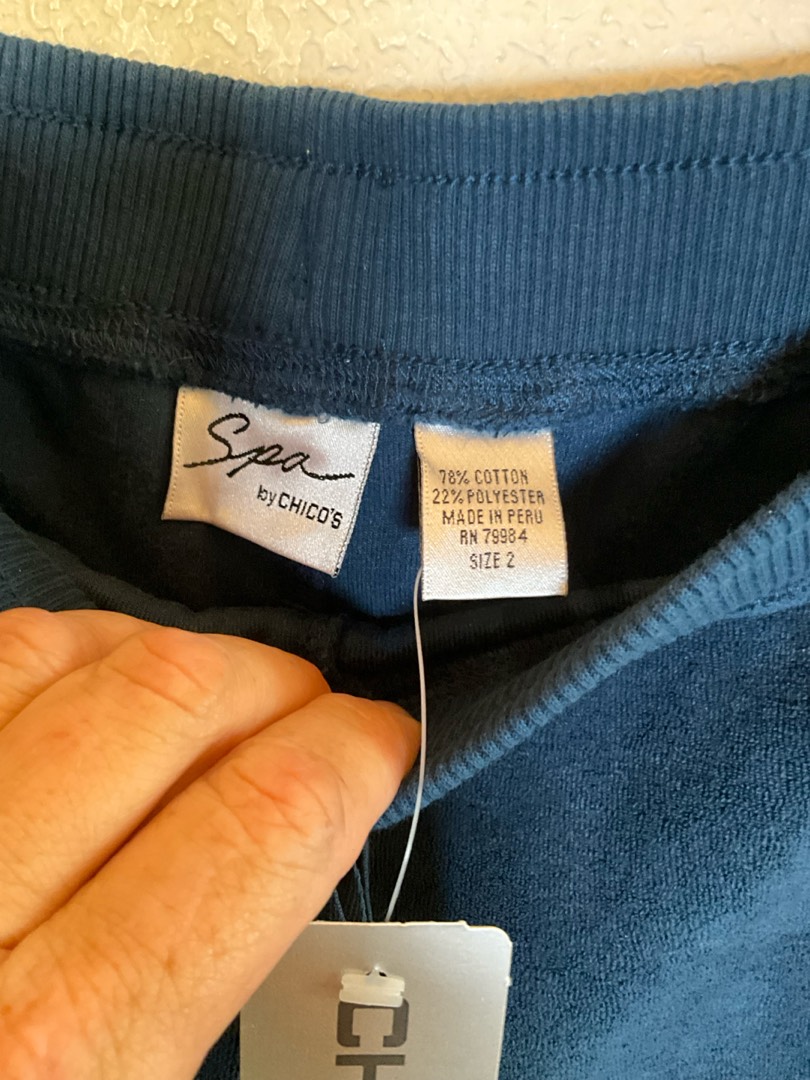 Spa
by CHICO'S
78% COTTON
22% POLYESTER
MADE IN PERU
RN 79984
SIZE 2
CH